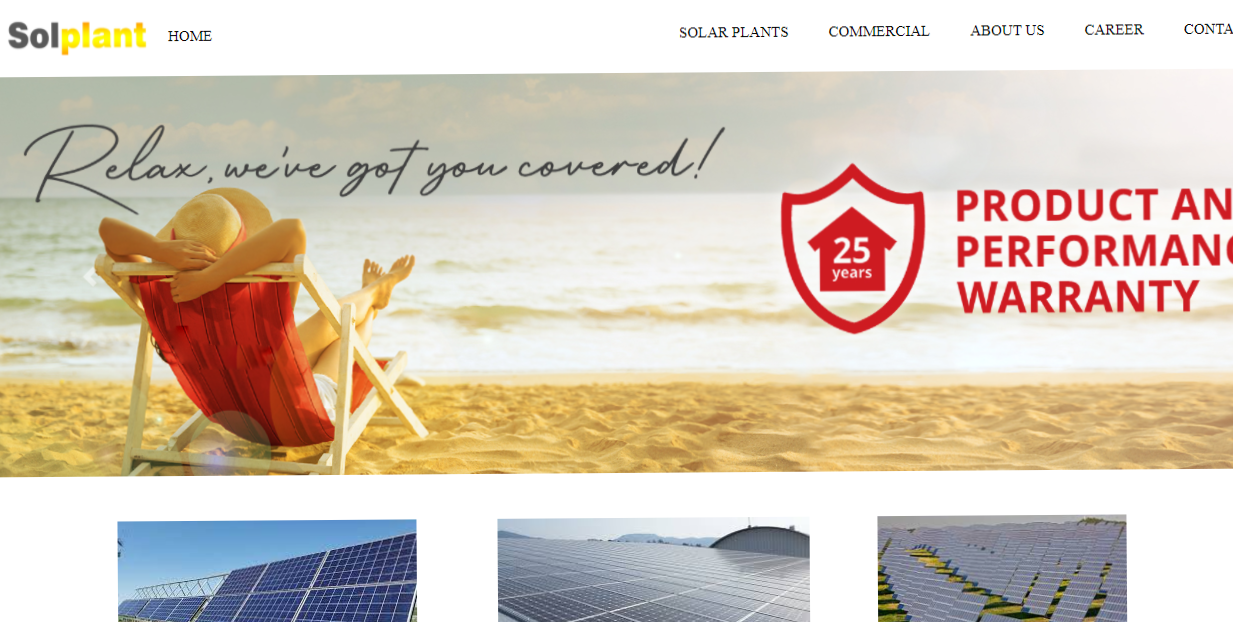 Solplant
HOME
SOLAR PLANTS
COMMERCIAL
ABOUT US
CAREER
CONTA
Relax, we've got you covered!
25
years
PRODUCT AN
PERFORMANC
WARRANTY